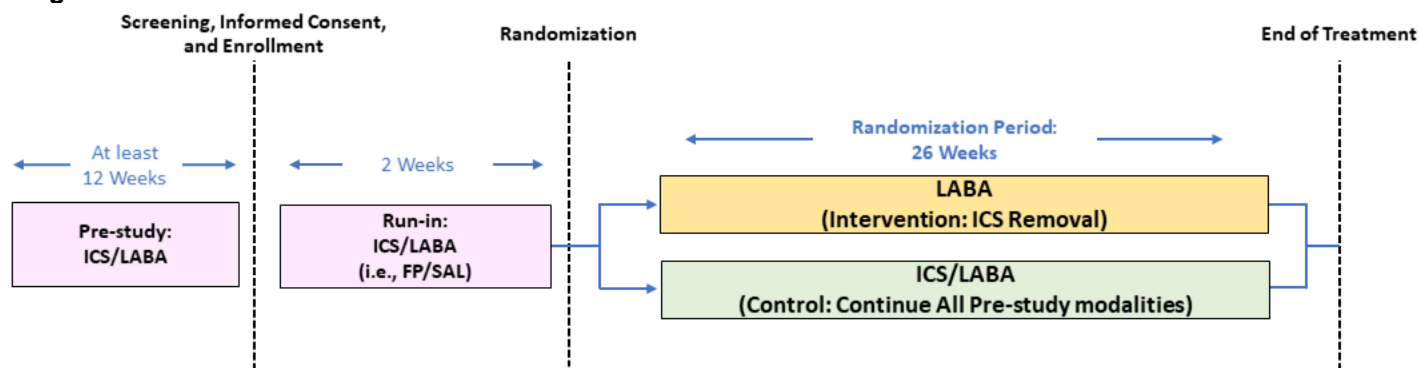 Screening, Informed Consent,
and Enrollment
Randomization
End of Treatment
At least
12 Weeks
2 Weeks
Randomization Period:
26 Weeks
Pre-study:
ICS/LABA
Run-in:
ICS/LABA
(i.e., FP/SAL)
LABA
(Intervention: ICS Removal)
ICS/LABA
(Control: Continue All Pre-study modalities)